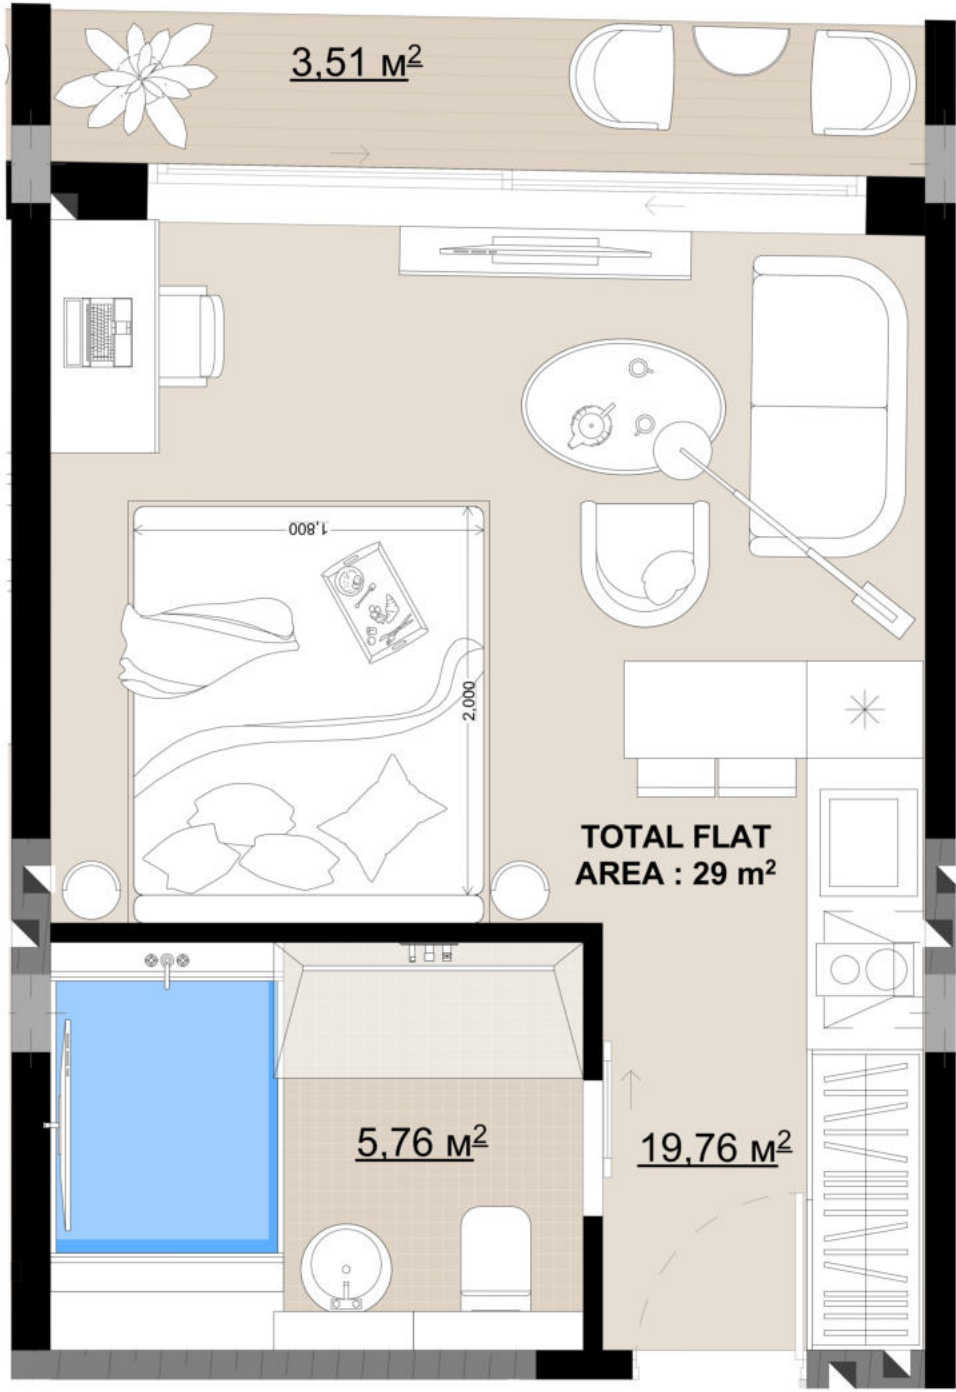 3,51 м²
1,800
2,000
TOTAL FLAT
AREA : 29 m²
5,76 м²
19,76 м²